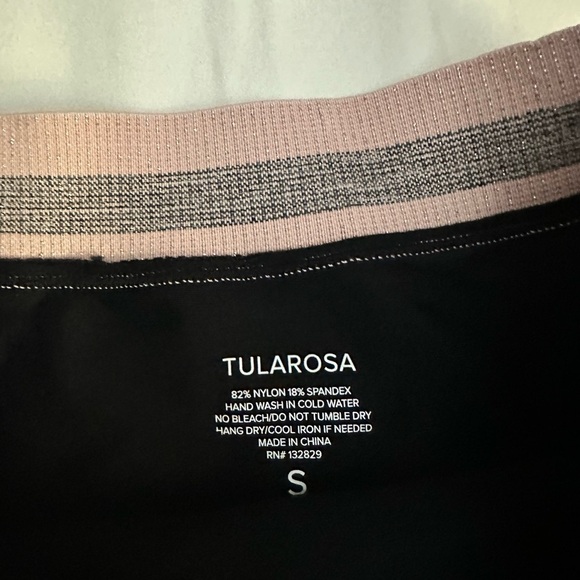 TULAROSA
82% NYLON 18% SPANDEX
HAND WASH IN COLD WATER
NO BLEACH/DO NOT TUMBLE DRY
HANG DRY/COOL IRON IF NEEDED
MADE IN CHINA
RN# 132829
S